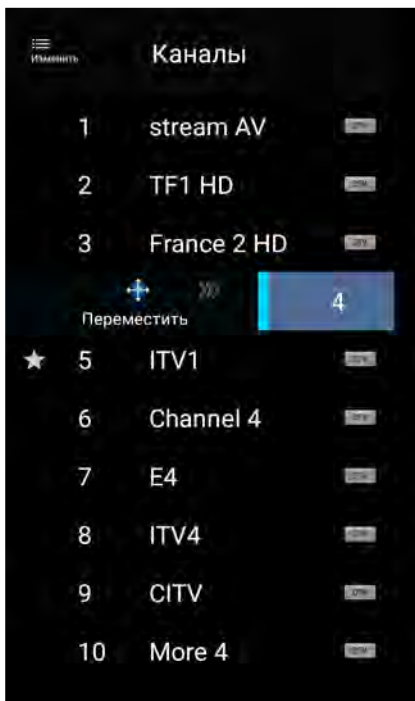 Каналы
Изменить
1 stream AV
2 TF1 HD
3 France 2 HD
Переместить
4
5 ITV1
6 Channel 4
7 E4
8 ITV4
9 CITV
10 More 4